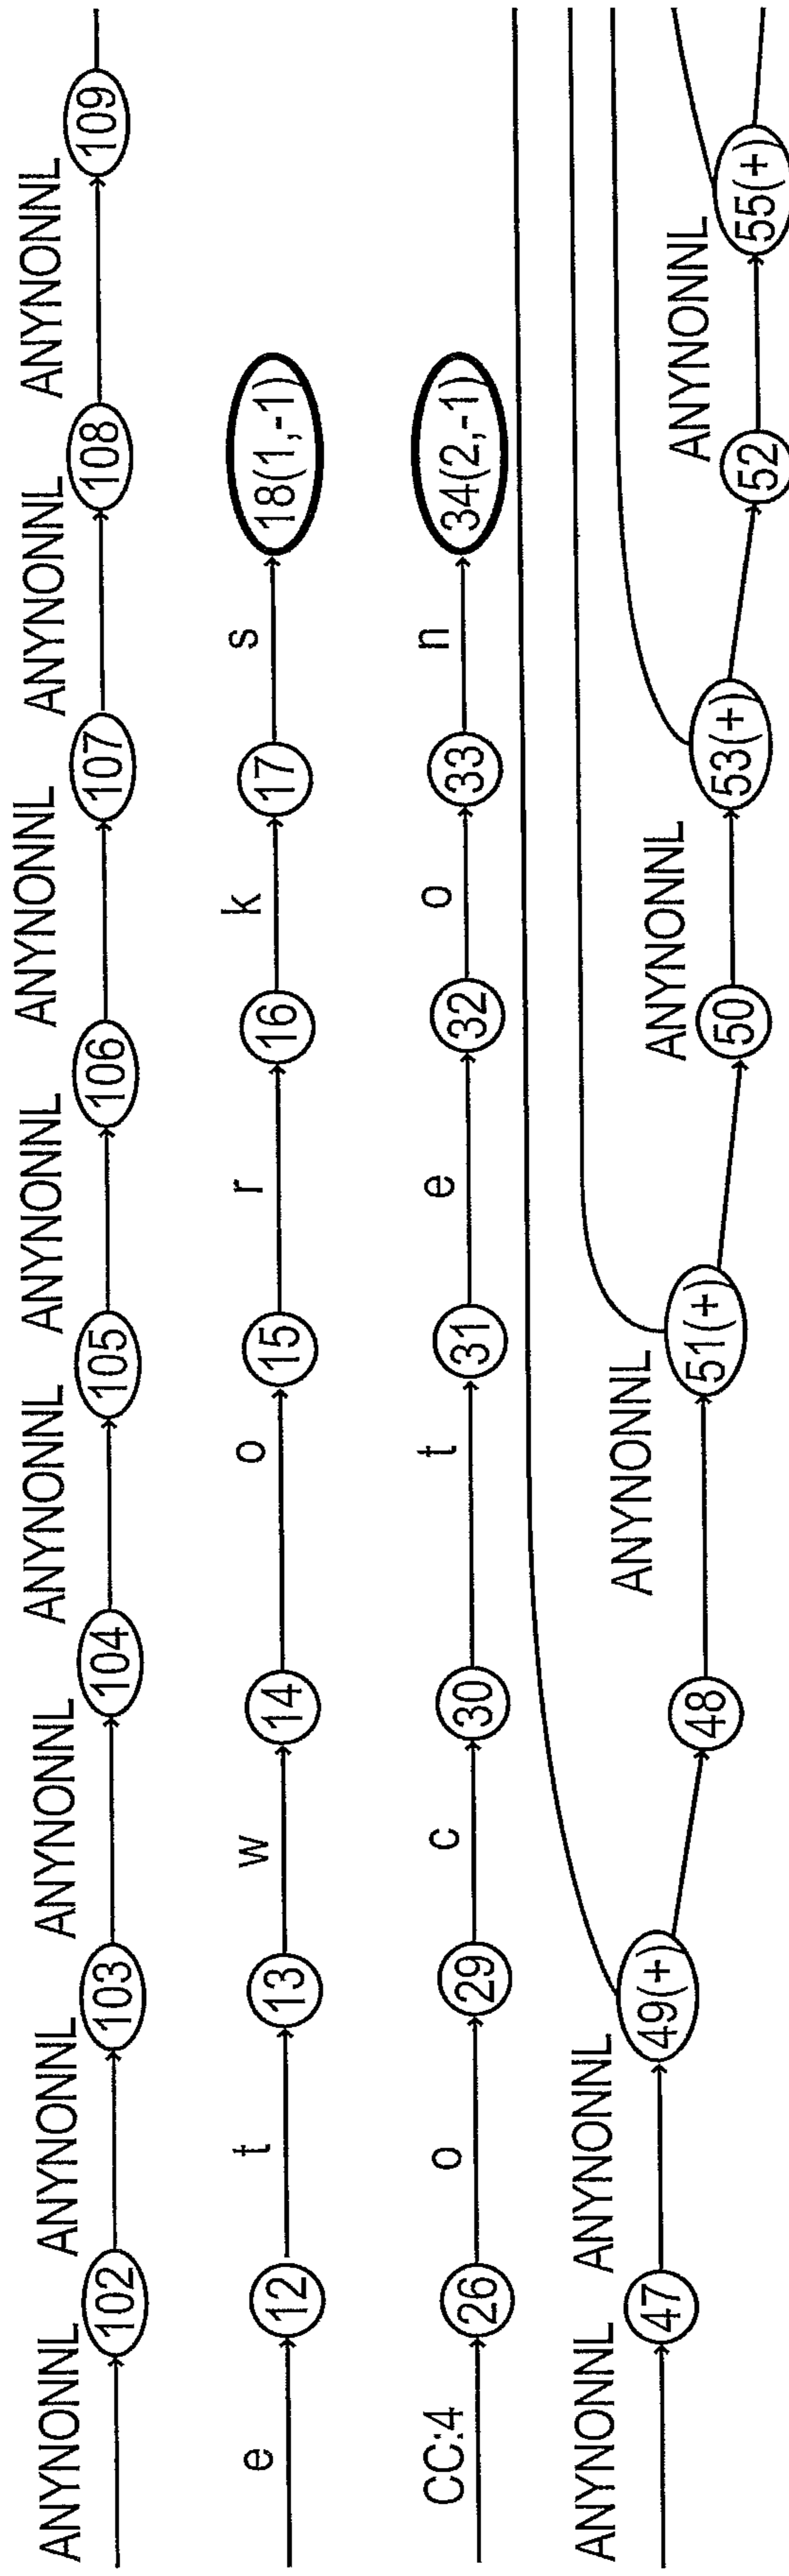 ANYNONNL 102 ANYNONNL 103 ANYNONNL 104 ANYNONNL 105 ANYNONNL 106 ANYNONNL 107 ANYNONNL 108 ANYNONNL 109
e 12 t 13 w 14 o 15 r 16 k 17 s 18(1,-1)
CC:4 26 o 29 c 30 t 31 e 32 o 33 n 34(2,-1)
ANYNONNL 47 ANYNONNL 49(+) 48 ANYNONNL 51(+) 50 ANYNONNL 53(+) 52 ANYNONNL 55(+)